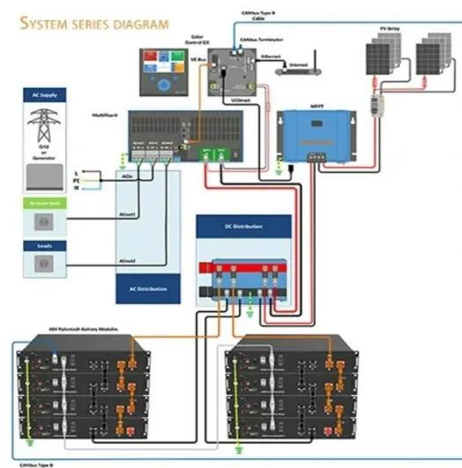 SYSTEM SERIES DIAGRAM
CANbus Type B
Cable
Color
Control GX
CANbus Terminator
PV Array
VE Bus
Ethernet
Internet
AC Supply
VE.Direct
MPPT
MultiPlus-II
Grid
or
Generator
L
PE
N
ACin
ACout1
DC Distribution
Loads
ACout2
AC Distribution
48V Pylontech Battery Modules
CANbus Type B